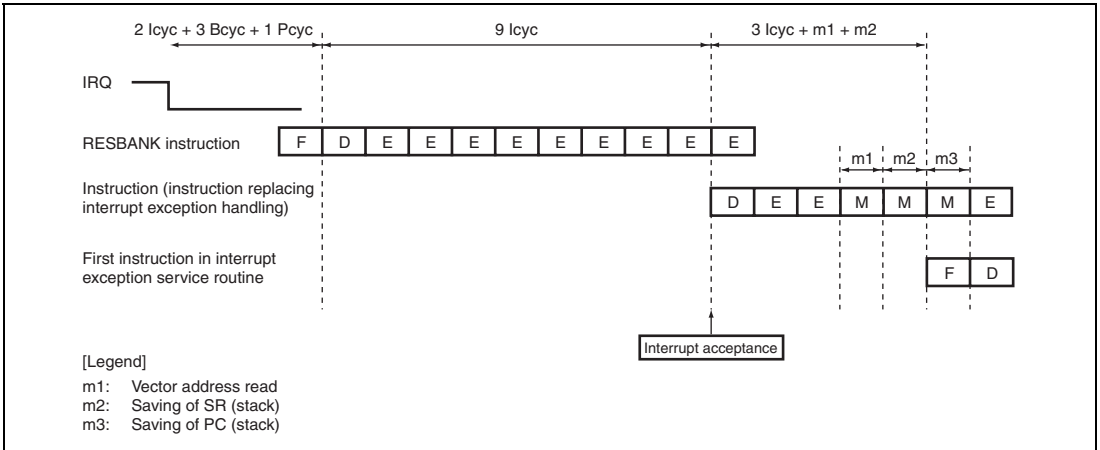 2 Icyc + 3 Bcyc + 1 Pcyc 9 Icyc 3 Icyc + m1 + m2
IRQ
RESBANK instruction F D E E E E E E E E E
m1 m2 m3
Instruction (instruction replacing
interrupt exception handling) D E E M M M E
First instruction in interrupt
exception service routine F D
Interrupt acceptance
[Legend]
m1: Vector address read
m2: Saving of SR (stack)
m3: Saving of PC (stack)